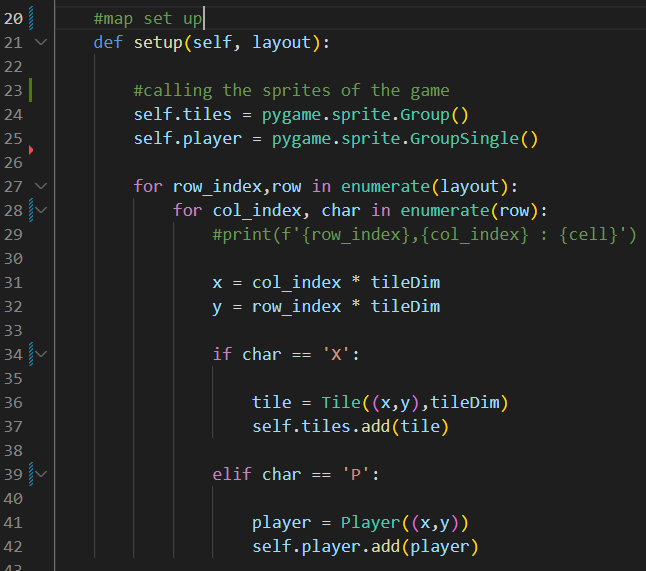 20 #map set up
21 def setup(self, layout):
22
23 #calling the sprites of the game
24 self.tiles = pygame.sprite.Group()
25 self.player = pygame.sprite.GroupSingle()
26
27 for row_index,row in enumerate(layout):
28 for col_index, char in enumerate(row):
29 #print(f'{row_index},{col_index} : {cell}')
30
31 x = col_index * tileDim
32 y = row_index * tileDim
33
34 if char == 'X':
35
36 tile = Tile((x,y),tileDim)
37 self.tiles.add(tile)
38
39 elif char == 'P':
40
41 player = Player((x,y))
42 self.player.add(player)
43